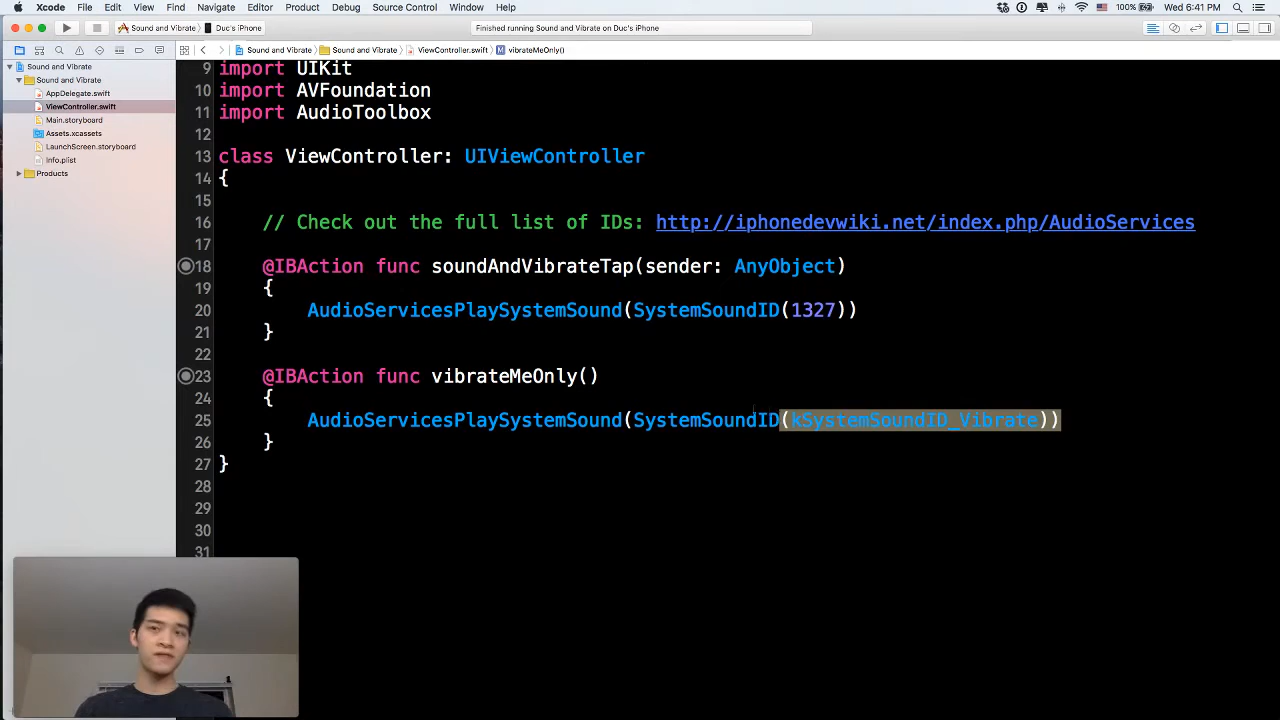 Xcode File Edit View Find Navigate Editor Product Debug Source Control Window Help 100% Wed 6:41 PM
Sound and Vibrate Duc's iPhone Finished running Sound and Vibrate on Duc's iPhone
Sound and Vibrate Sound and Vibrate ViewController.swift M vibrateMeOnly()
Sound and Vibrate
Sound and Vibrate
AppDelegate.swift
ViewController.swift
Main.storyboard
Assets.xcassets
LaunchScreen.storyboard
Info.plist
Products
9 import UIKit
10 import AVFoundation
11 import AudioToolbox
12
13 class ViewController: UIViewController
14 {
15
16 // Check out the full list of IDs: http://iphonedevwiki.net/index.php/AudioServices
17
18 @IBAction func soundAndVibrateTap(sender: AnyObject)
19 {
20 AudioServicesPlaySystemSound(SystemSoundID(1327))
21 }
22
23 @IBAction func vibrateMeOnly()
24 {
25 AudioServicesPlaySystemSound(SystemSoundID(kSystemSoundID_Vibrate))
26 }
27 }
28
29
30
31